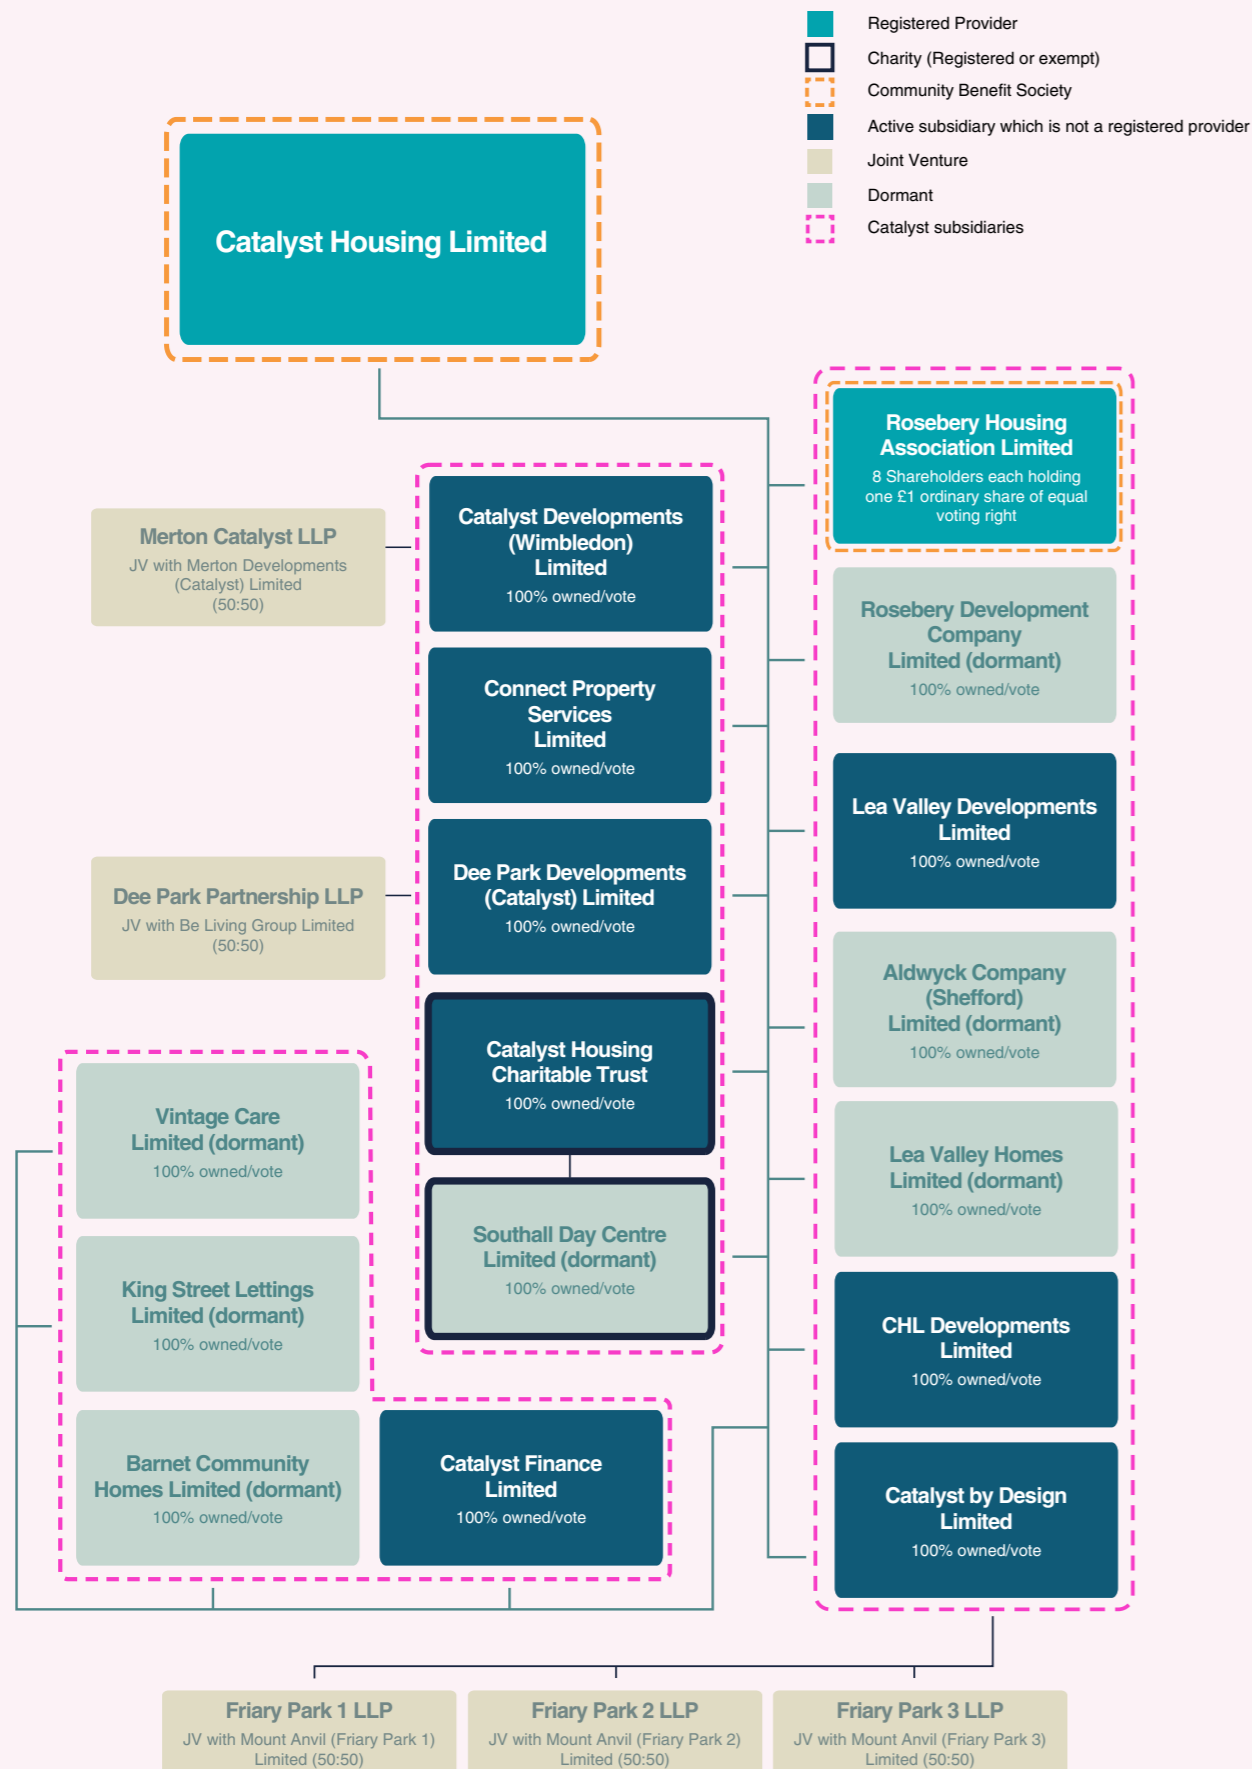 Registered Provider
Charity (Registered or exempt)
Community Benefit Society
Active subsidiary which is not a registered provider
Joint Venture
Dormant
Catalyst subsidiaries
Catalyst Housing Limited
Rosebery Housing
Association Limited
8 Shareholders each holding
one £1 ordinary share of equal
voting right
Catalyst Developments
(Wimbledon)
Limited
100% owned/vote
Merton Catalyst LLP
JV with Merton Developments
(Catalyst) Limited
(50:50)
Rosebery Development
Company
Limited (dormant)
100% owned/vote
Connect Property
Services
Limited
100% owned/vote
Lea Valley Developments
Limited
100% owned/vote
Dee Park Developments
(Catalyst) Limited
100% owned/vote
Dee Park Partnership LLP
JV with Be Living Group Limited
(50:50)
Aldwyck Company
(Shefford)
Limited (dormant)
100% owned/vote
Catalyst Housing
Charitable Trust
100% owned/vote
Vintage Care
Limited (dormant)
100% owned/vote
Lea Valley Homes
Limited (dormant)
100% owned/vote
Southall Day Centre
Limited (dormant)
100% owned/vote
King Street Lettings
Limited (dormant)
100% owned/vote
CHL Developments
Limited
100% owned/vote
Barnet Community
Homes Limited (dormant)
100% owned/vote
Catalyst Finance
Limited
100% owned/vote
Catalyst by Design
Limited
100% owned/vote
Friary Park 1 LLP
JV with Mount Anvil (Friary Park 1)
Limited (50:50)
Friary Park 2 LLP
JV with Mount Anvil (Friary Park 2)
Limited (50:50)
Friary Park 3 LLP
JV with Mount Anvil (Friary Park 3)
Limited (50:50)